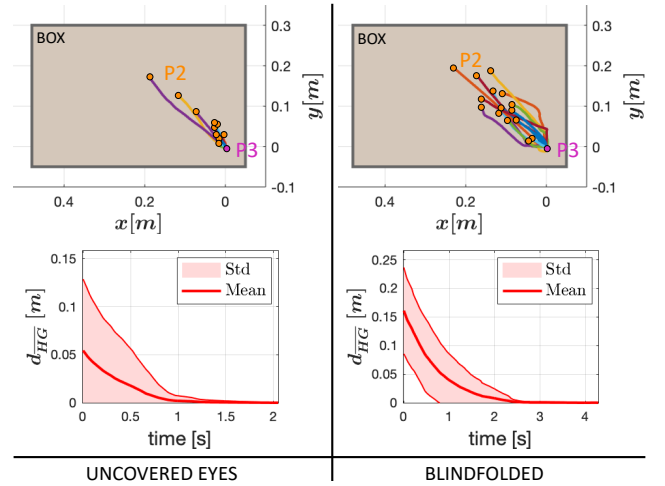 BOX
P2
P3
0.3
0.2
0.1
0
-0.1
y[m]
0.4
0.2
0
x[m]
BOX
P2
P3
0.3
0.2
0.1
0
-0.1
y[m]
0.4
0.2
0
x[m]
0.15
0.1
0.05
0
d_HG [m]
Std
Mean
0
0.5
1
1.5
2
time [s]
0.25
0.2
0.15
0.1
0.05
0
d_HG [m]
Std
Mean
0
1
2
3
4
time [s]
UNCOVERED EYES
BLINDFOLDED